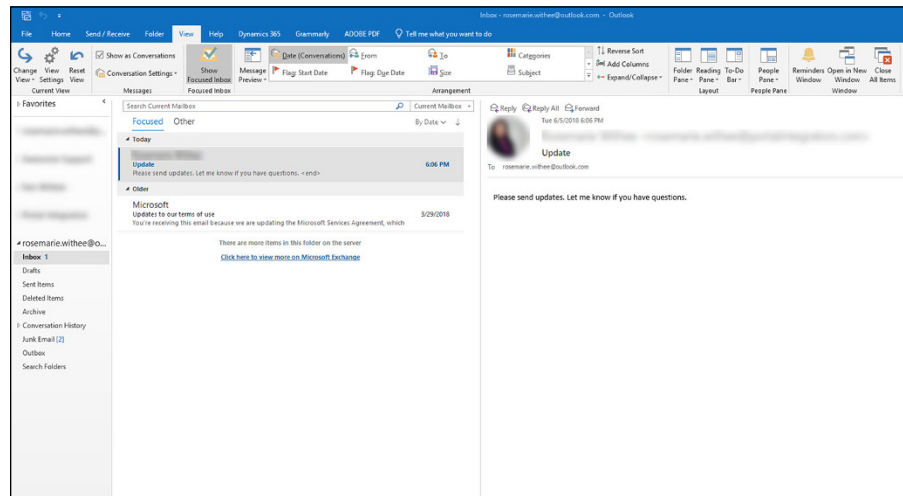 Inbox - rosemarie.withee@outlook.com - Outlook
File Home Send / Receive Folder View Help Dynamics 365 Grammarly ADOBE PDF Tell me what you want to do
Change View View Settings Reset View
Current View
Show as Conversations
Conversation Settings
Messages
Show Focused Inbox
Focused Inbox
Message Preview
Date (Conversations) From To Categories
Flag: Start Date Flag: Due Date Size Subject
Arrangement
Reverse Sort
Add Columns
Expand/Collapse
Folder Pane Reading Pane To-Do Bar
Layout
People Pane
People Pane
Reminders Window Open in New Window Close All Items
Window
Favorites
rosemarie.withee@o...
Inbox 1
Drafts
Sent Items
Deleted Items
Archive
Conversation History
Junk Email [2]
Outbox
Search Folders
Search Current Mailbox Current Mailbox
Focused Other By Date
Today
Update 6:06 PM
Please send updates. Let me know if you have questions. <end>
Older
Microsoft
Updates to our terms of use 3/29/2018
You're receiving this email because we are updating the Microsoft Services Agreement, which
There are more items in this folder on the server
Click here to view more on Microsoft Exchange
Reply Reply All Forward
Tue 6/5/2018 6:06 PM
Update
To rosemarie.withee@outlook.com
Please send updates. Let me know if you have questions.